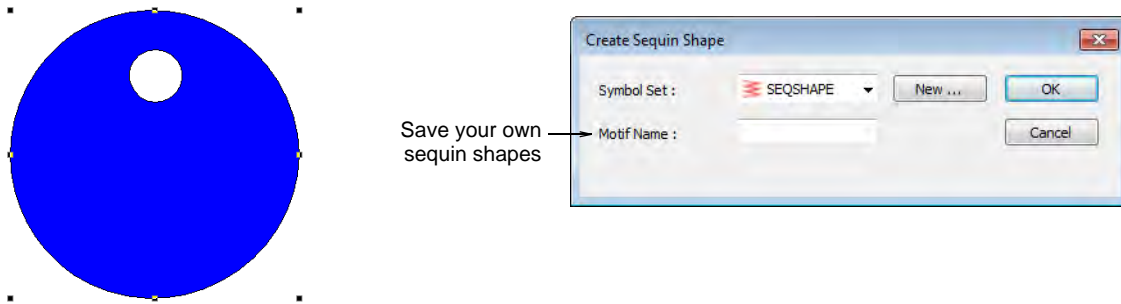 Create Sequin Shape
Symbol Set :
SEQSHAPE
New ...
OK
Save your own
sequin shapes
Motif Name :
Cancel